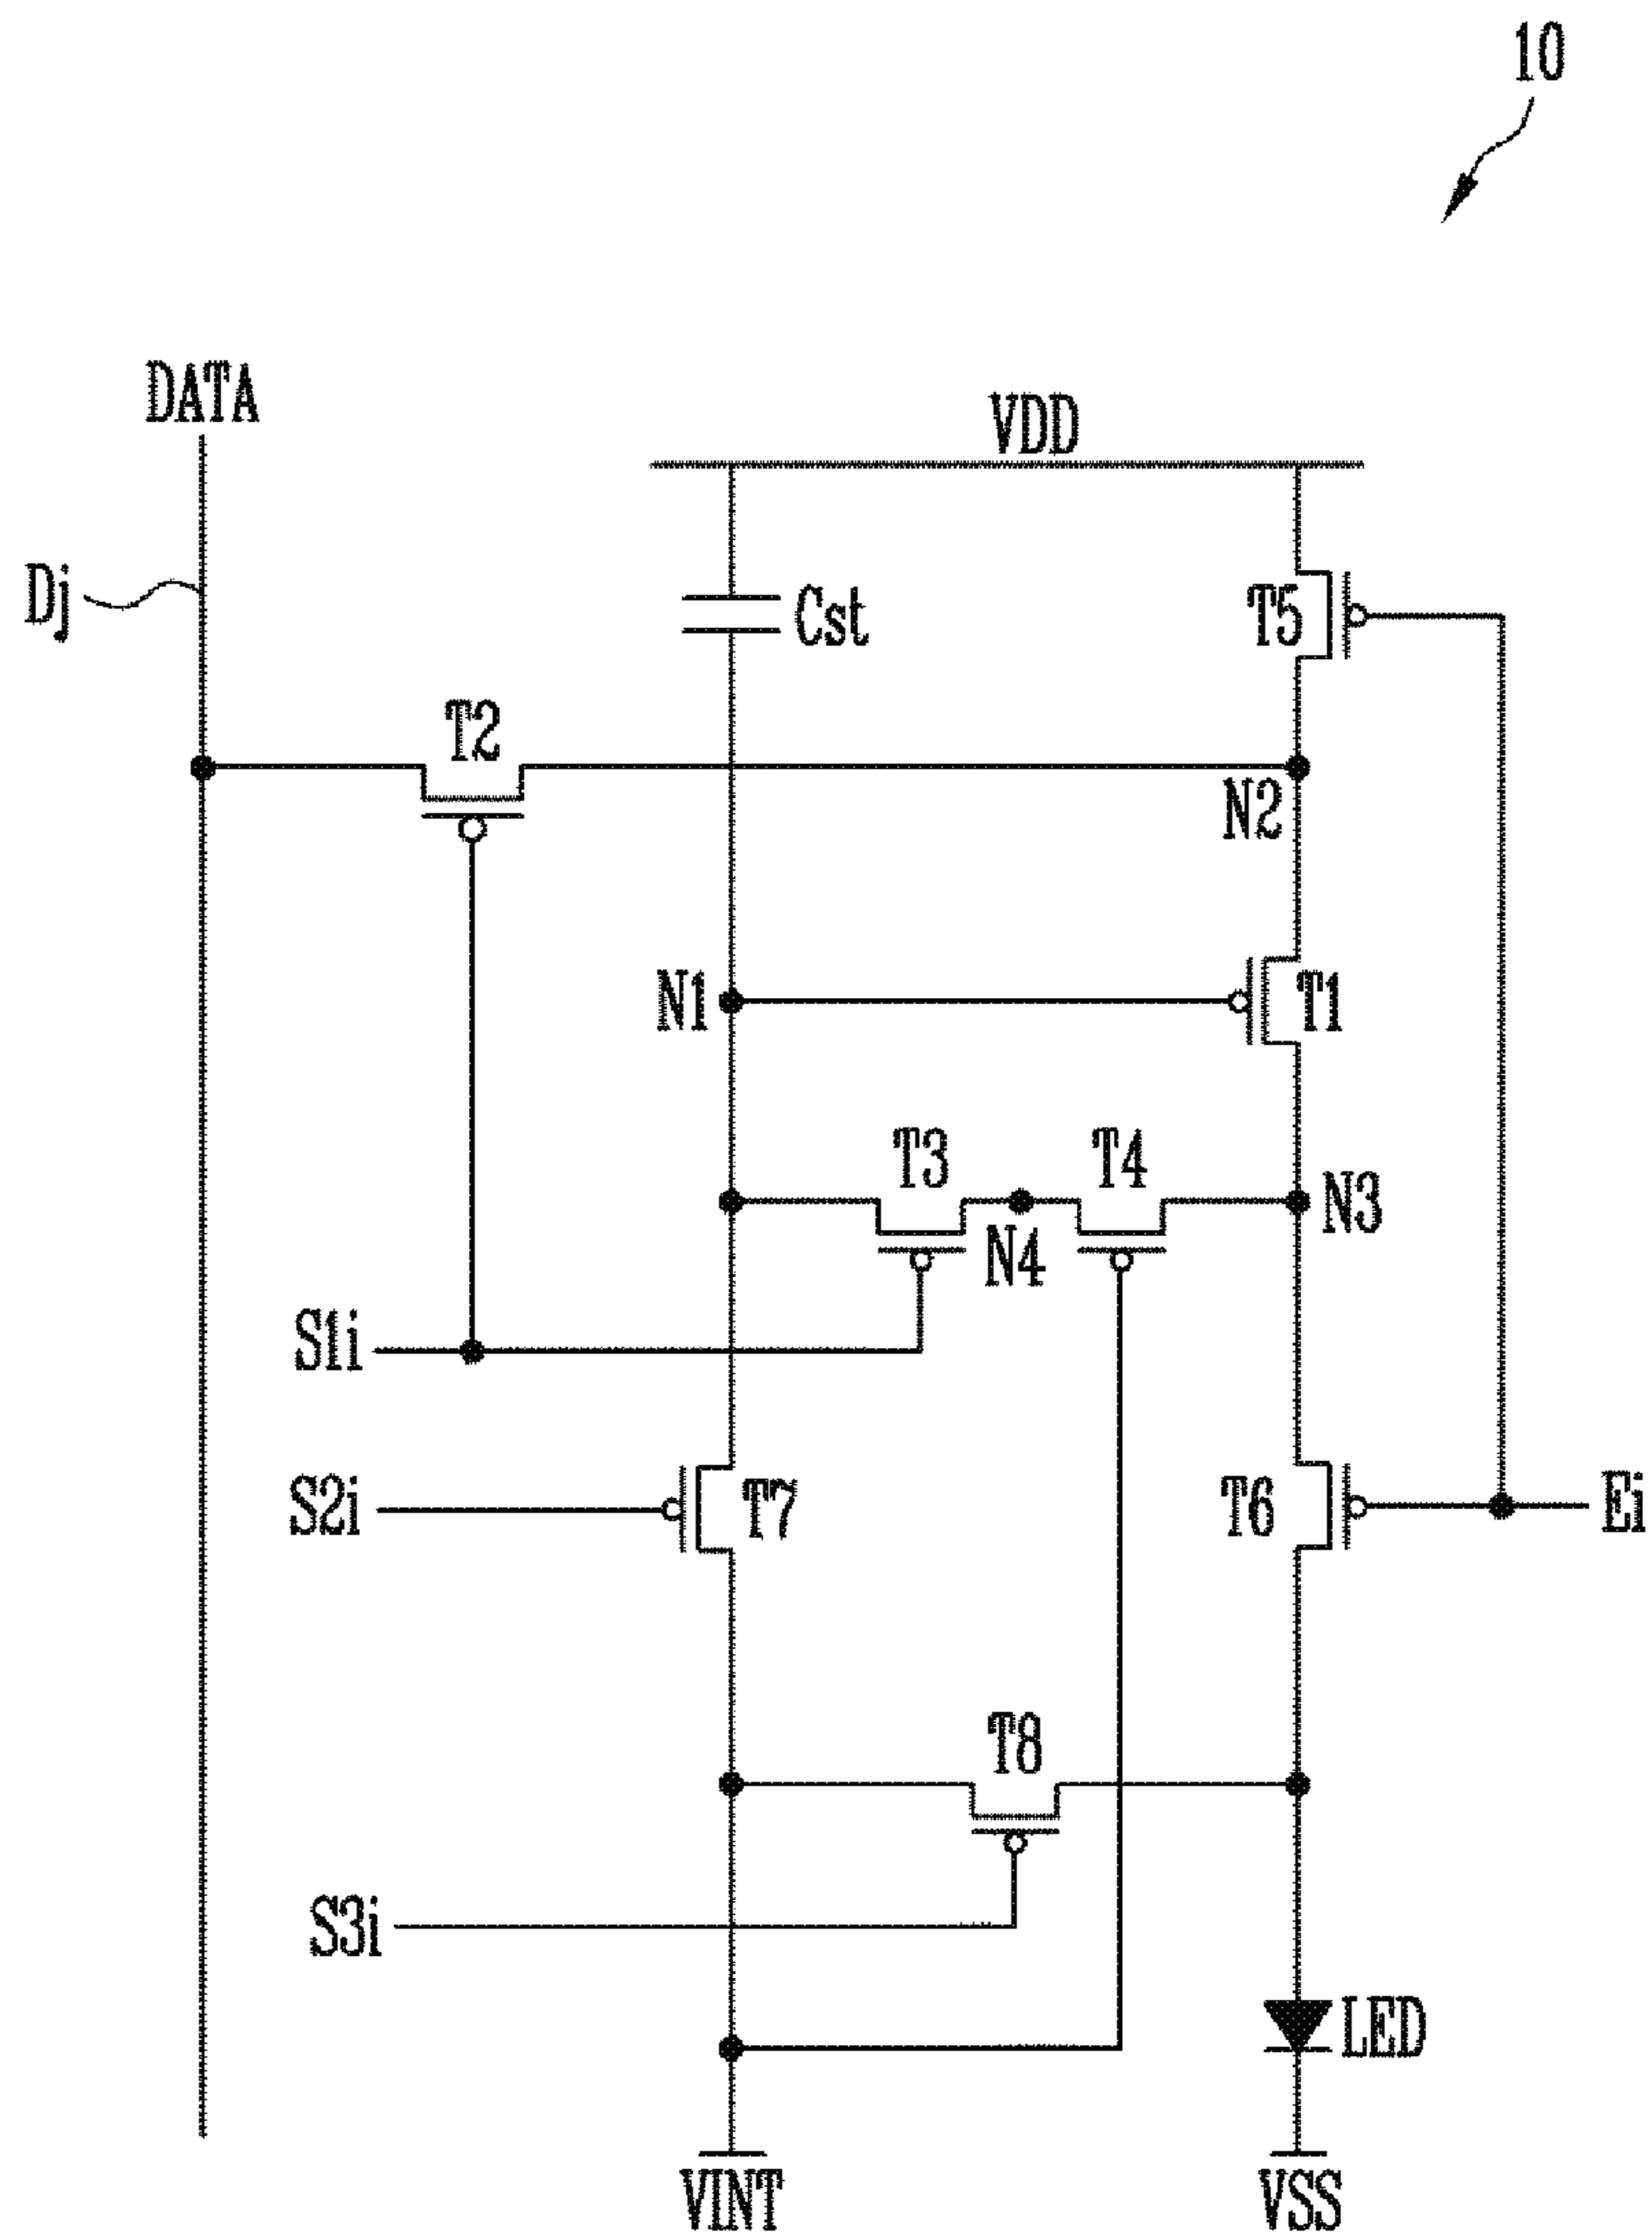 10
DATA
VDD
Dj
Cst
T5
T2
N2
N1
T1
T3
T4
N3
N4
S1i
S2i
T7
T6
Ei
T8
S3i
LED
VINT
VSS